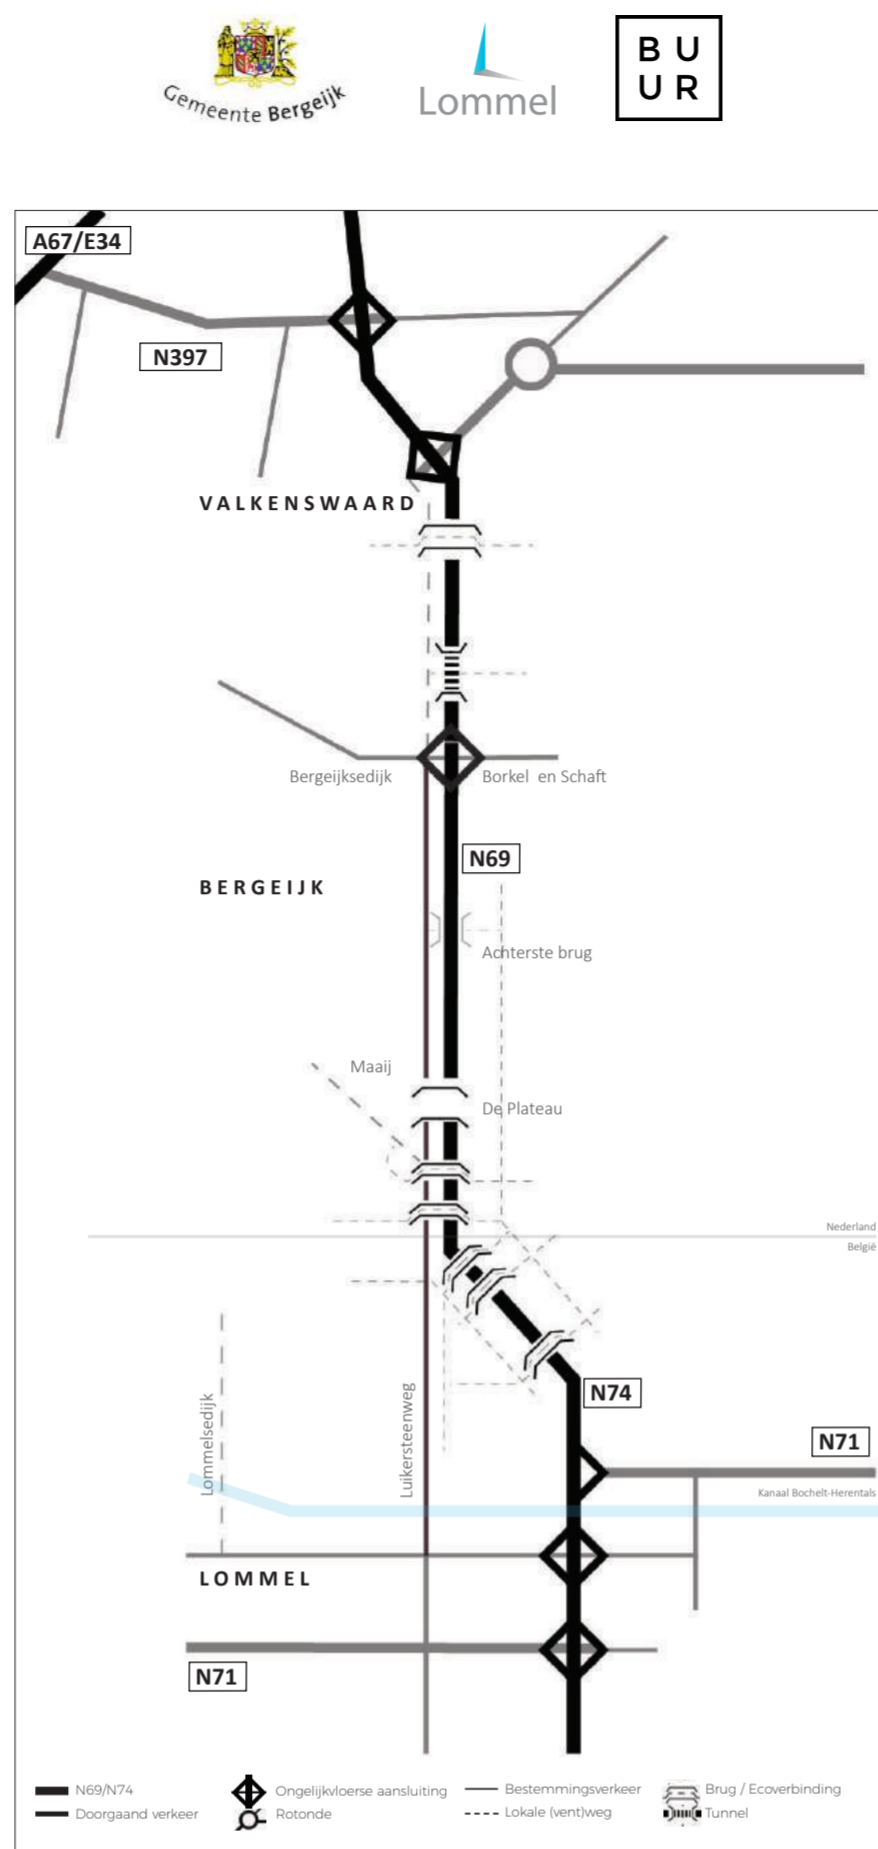 Gemeente Bergeijk
Lommel
B U
U R
A67/E34
N397
VALKENSWAARD
Bergeijksedijk
Borkel en Schaft
N69
BERGEIJK
Achterste brug
Maaij
De Plateau
Nederland
België
Lommelsedijk
Luikersteenweg
N74
N71
Kanaal Bochelt-Herentals
LOMMEL
N71
N69/N74
Doorgaand verkeer
Ongelijkvloerse aansluiting
Rotonde
Bestemmingsverkeer
Lokale (vent)weg
Brug / Ecoverbinding
Tunnel